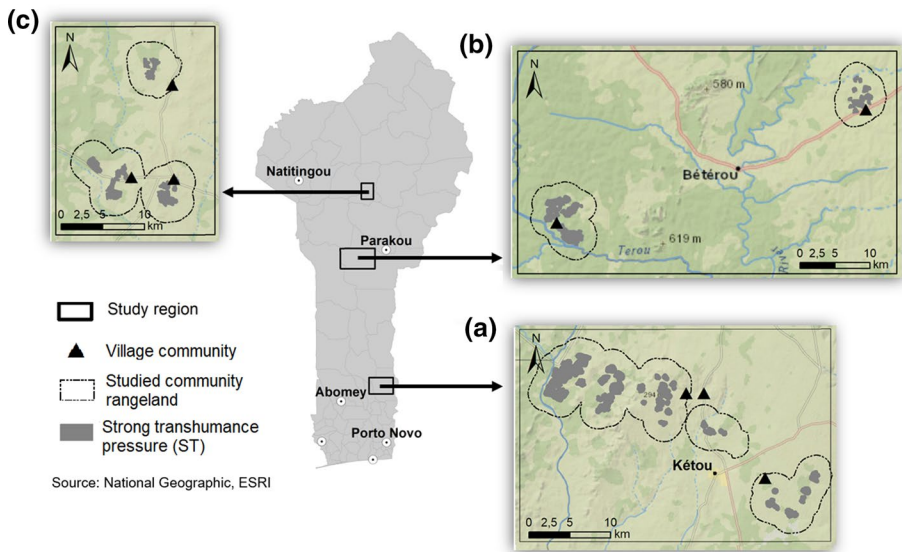 (c)
N
0 2,5 5 10
km
Natitingou
Parakou
Abomey
Porto Novo
(b)
N
580 m
Bétérou
Terou
619 m
Riv
0 2,5 5 10
km
Study region
Village community
Studied community
rangeland
Strong transhumance
pressure (ST)
Source: National Geographic, ESRI
(a)
N
294
Kétou
0 2,5 5 10
km